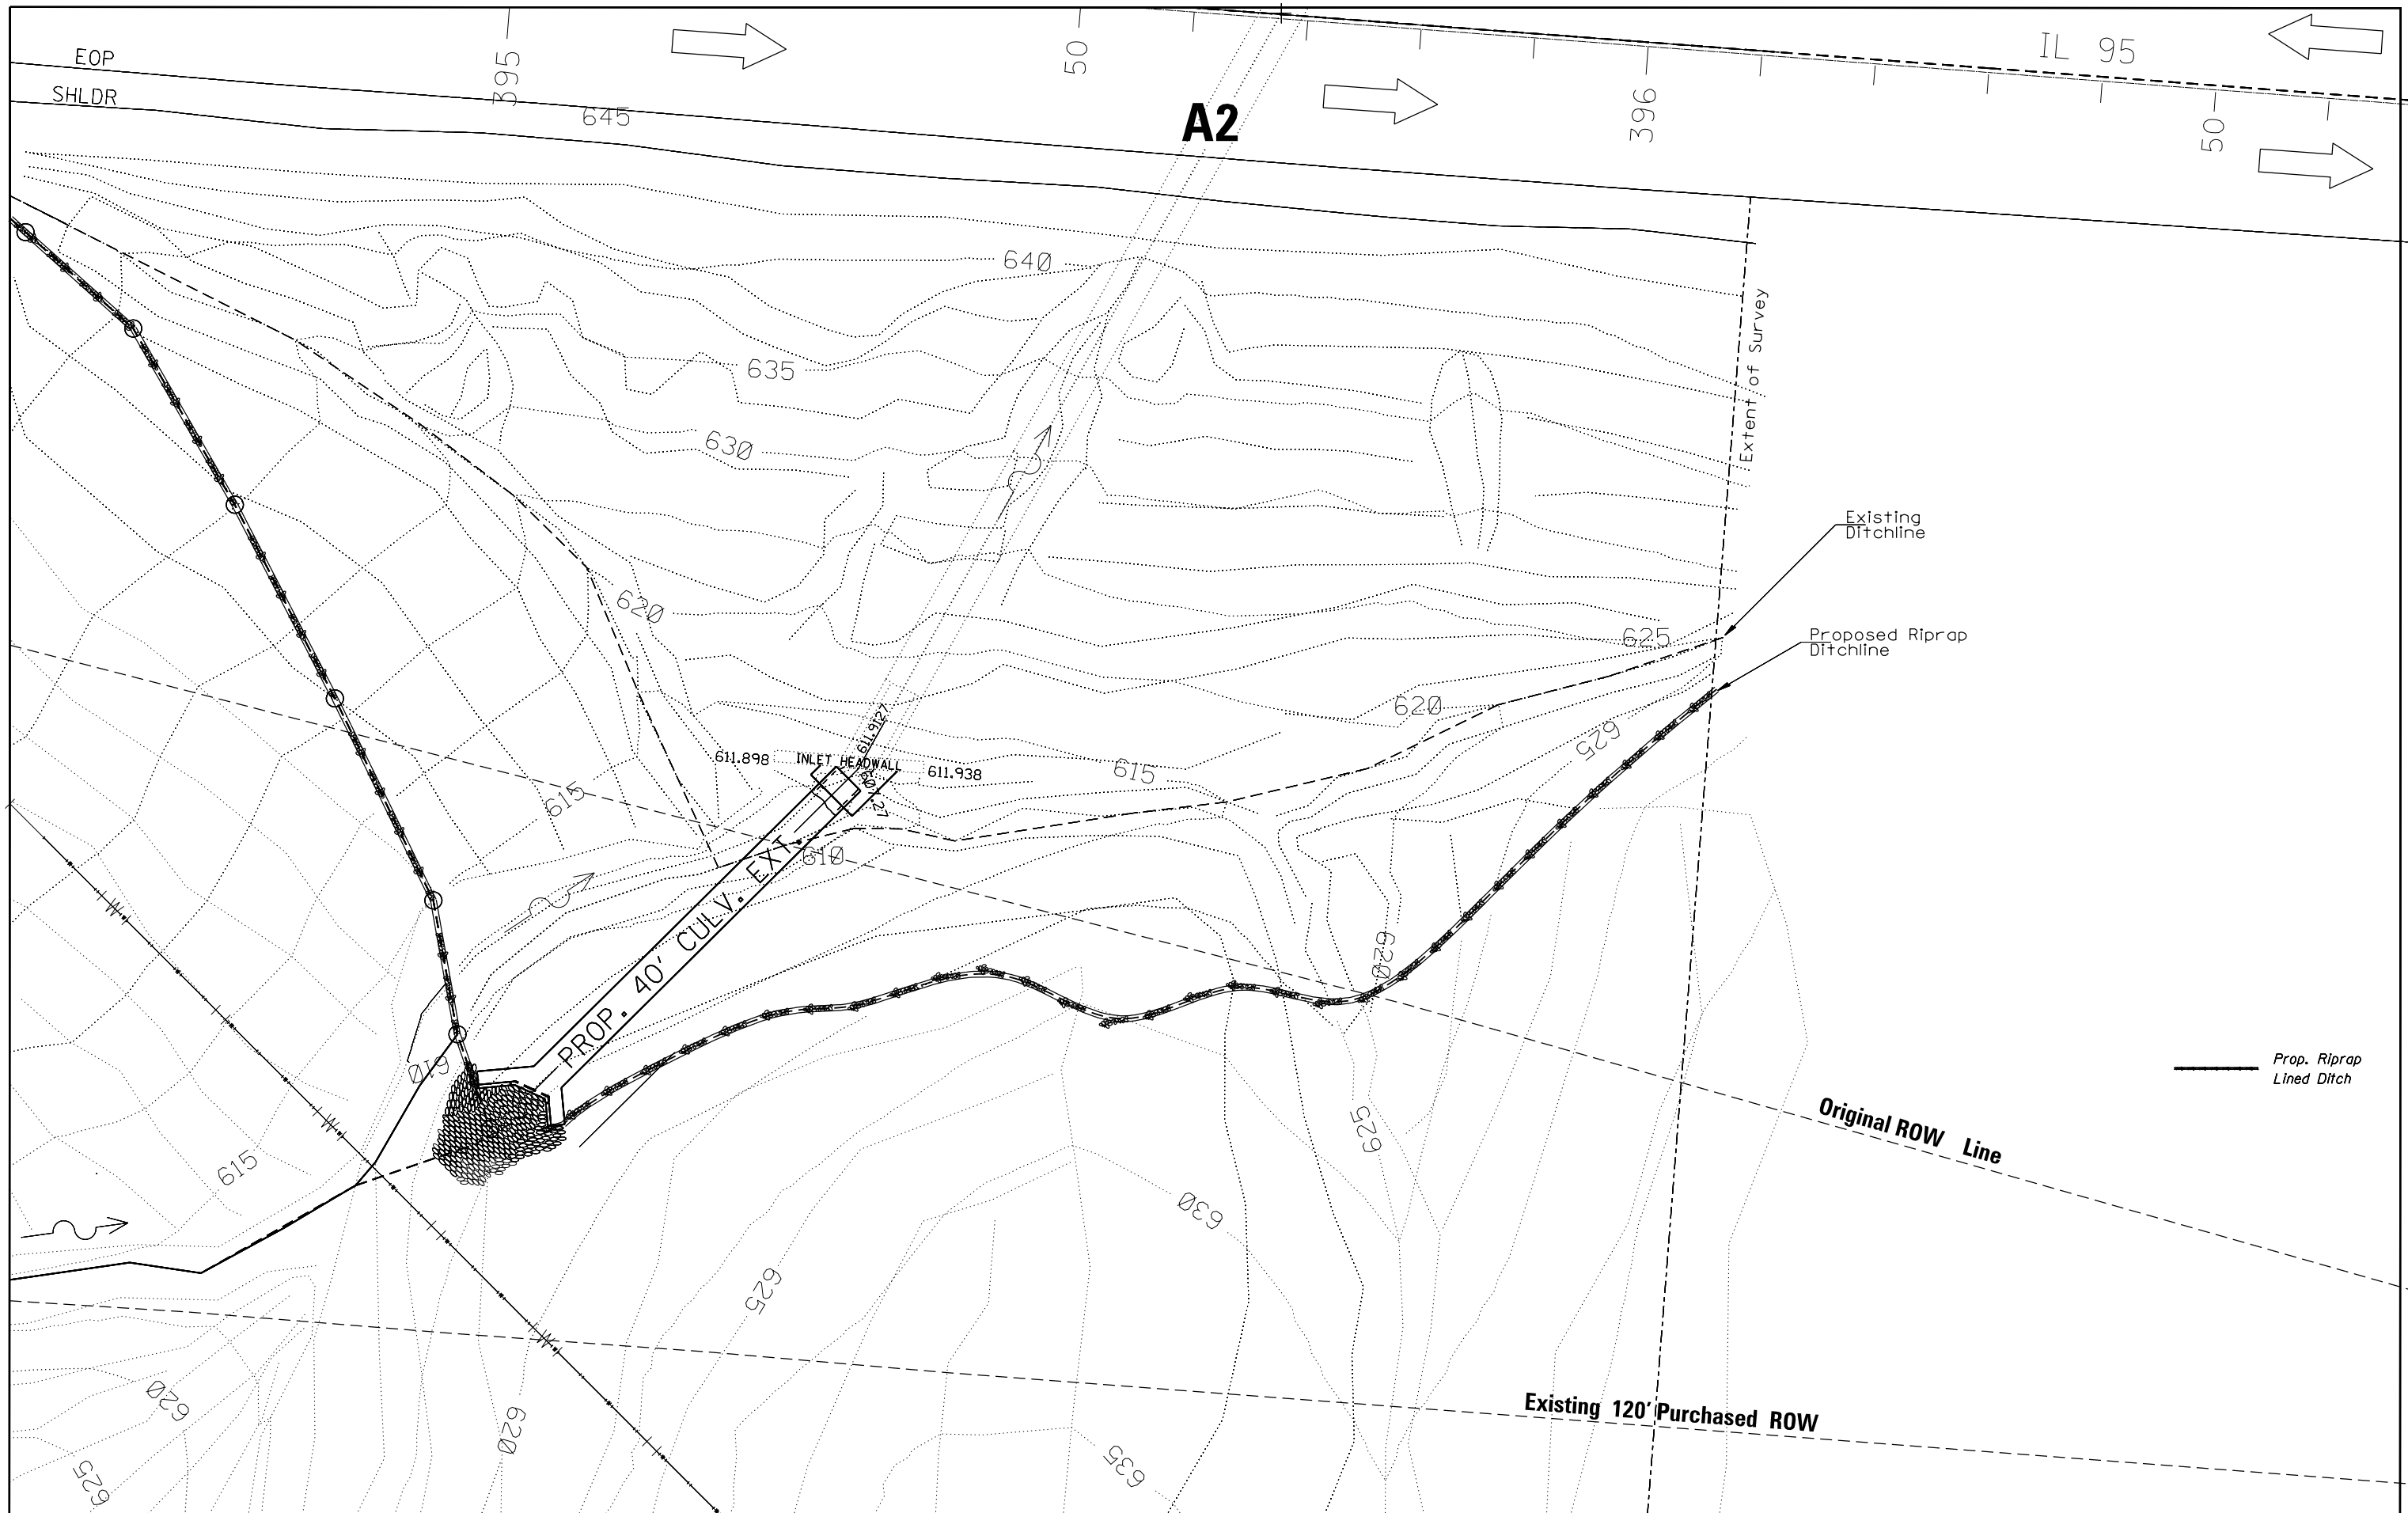 IL 95
EOP
395
50
396
50
SHLDR
645
A2
640
Extent of Survey
635
630
Existing
Ditchline
620
625
Proposed Riprap
Ditchline
620
625
611.9127
611.898
INLET HEADWALL
611.938
615
615
610
PROP. 40' CULV. EXT.
620
610
Prop. Riprap
Lined Ditch
Original ROW Line
625
615
W
W
630
625
W
Existing 120' Purchased ROW
620
620
635
625